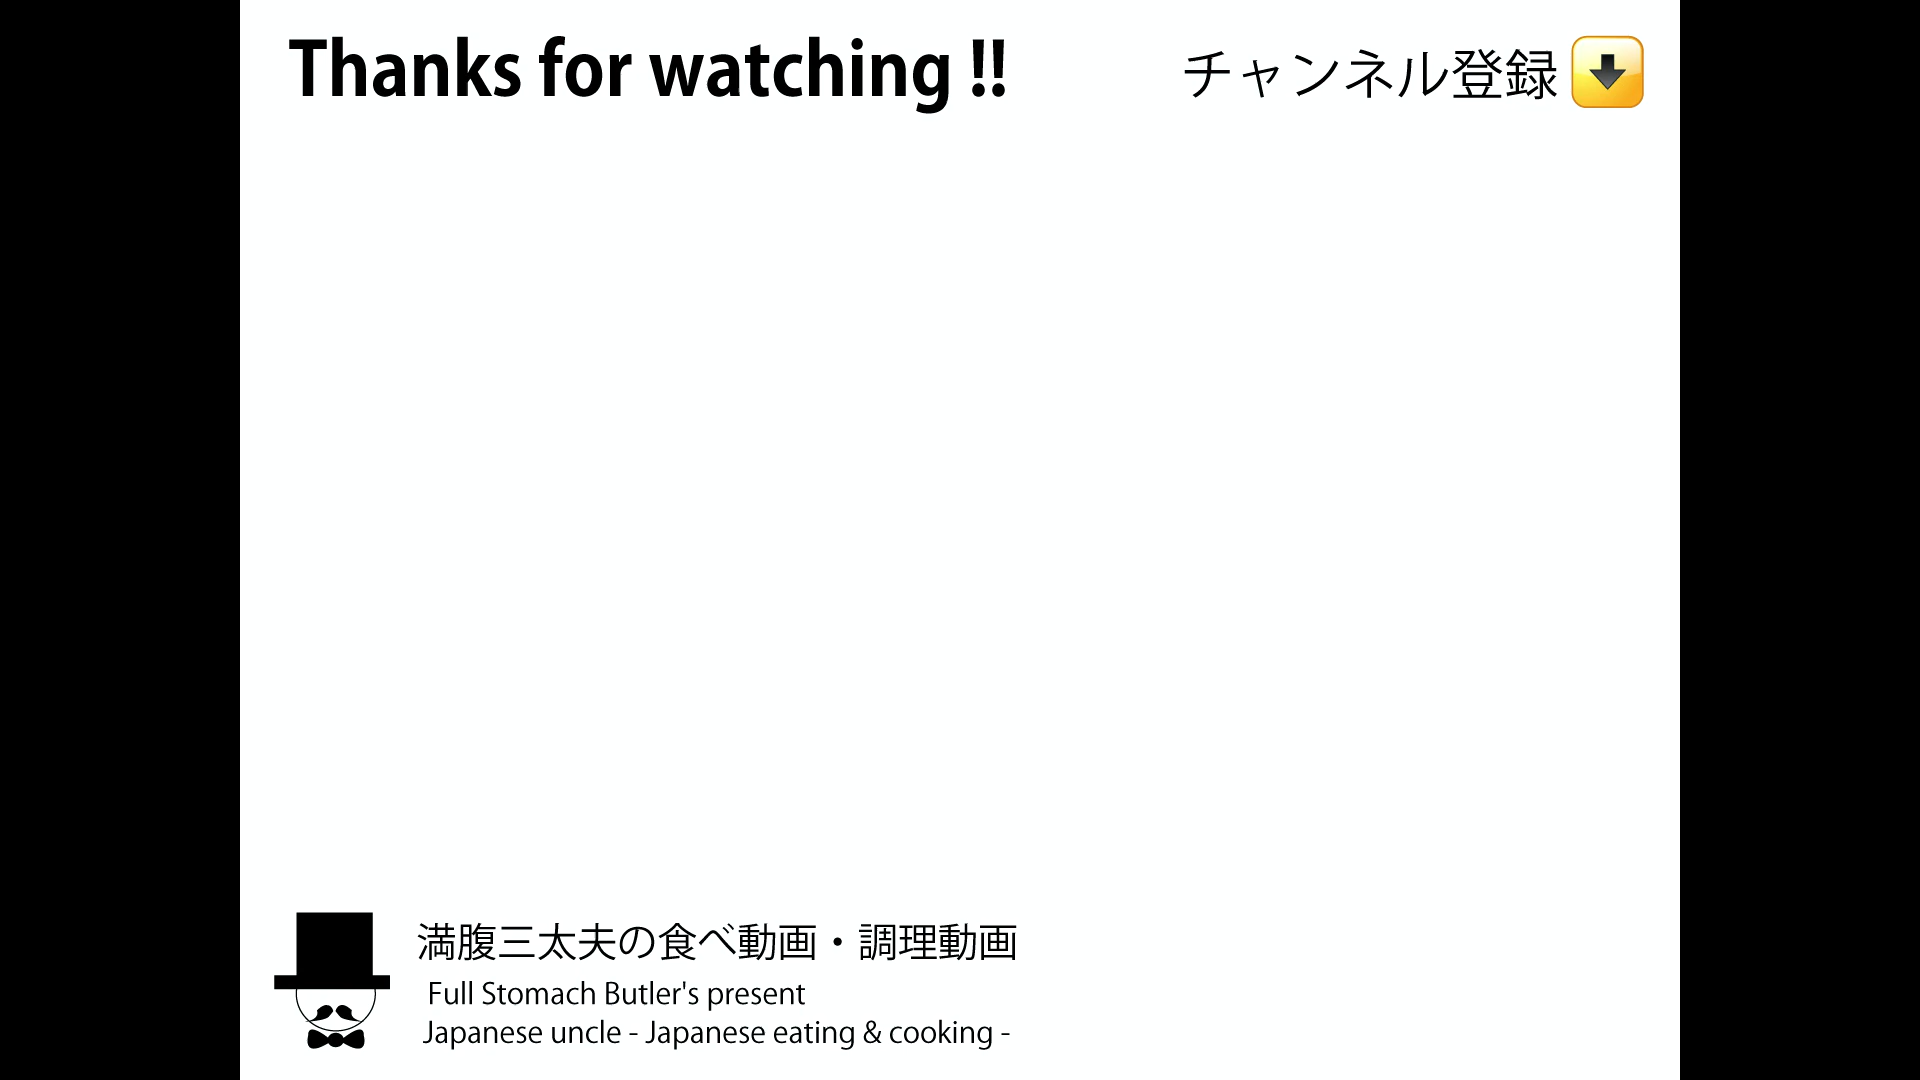 Thanks for watching !!
チャンネル登録
満腹三太夫の食べ動画・調理動画
Full Stomach Butler's present
Japanese uncle - Japanese eating & cooking -